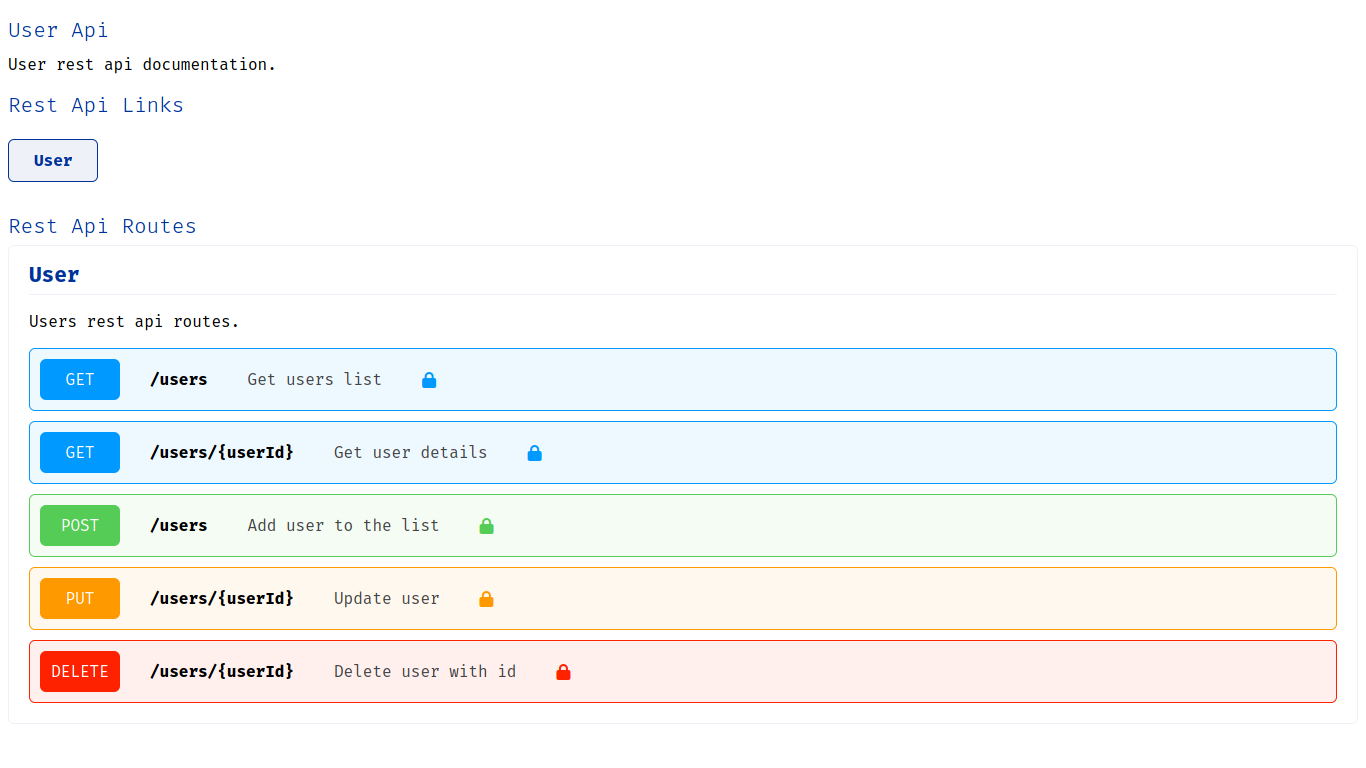 User Api
User rest api documentation.
Rest Api Links
User
Rest Api Routes
User
Users rest api routes.
GET /users Get users list
GET /users/{userId} Get user details
POST /users Add user to the list
PUT /users/{userId} Update user
DELETE /users/{userId} Delete user with id